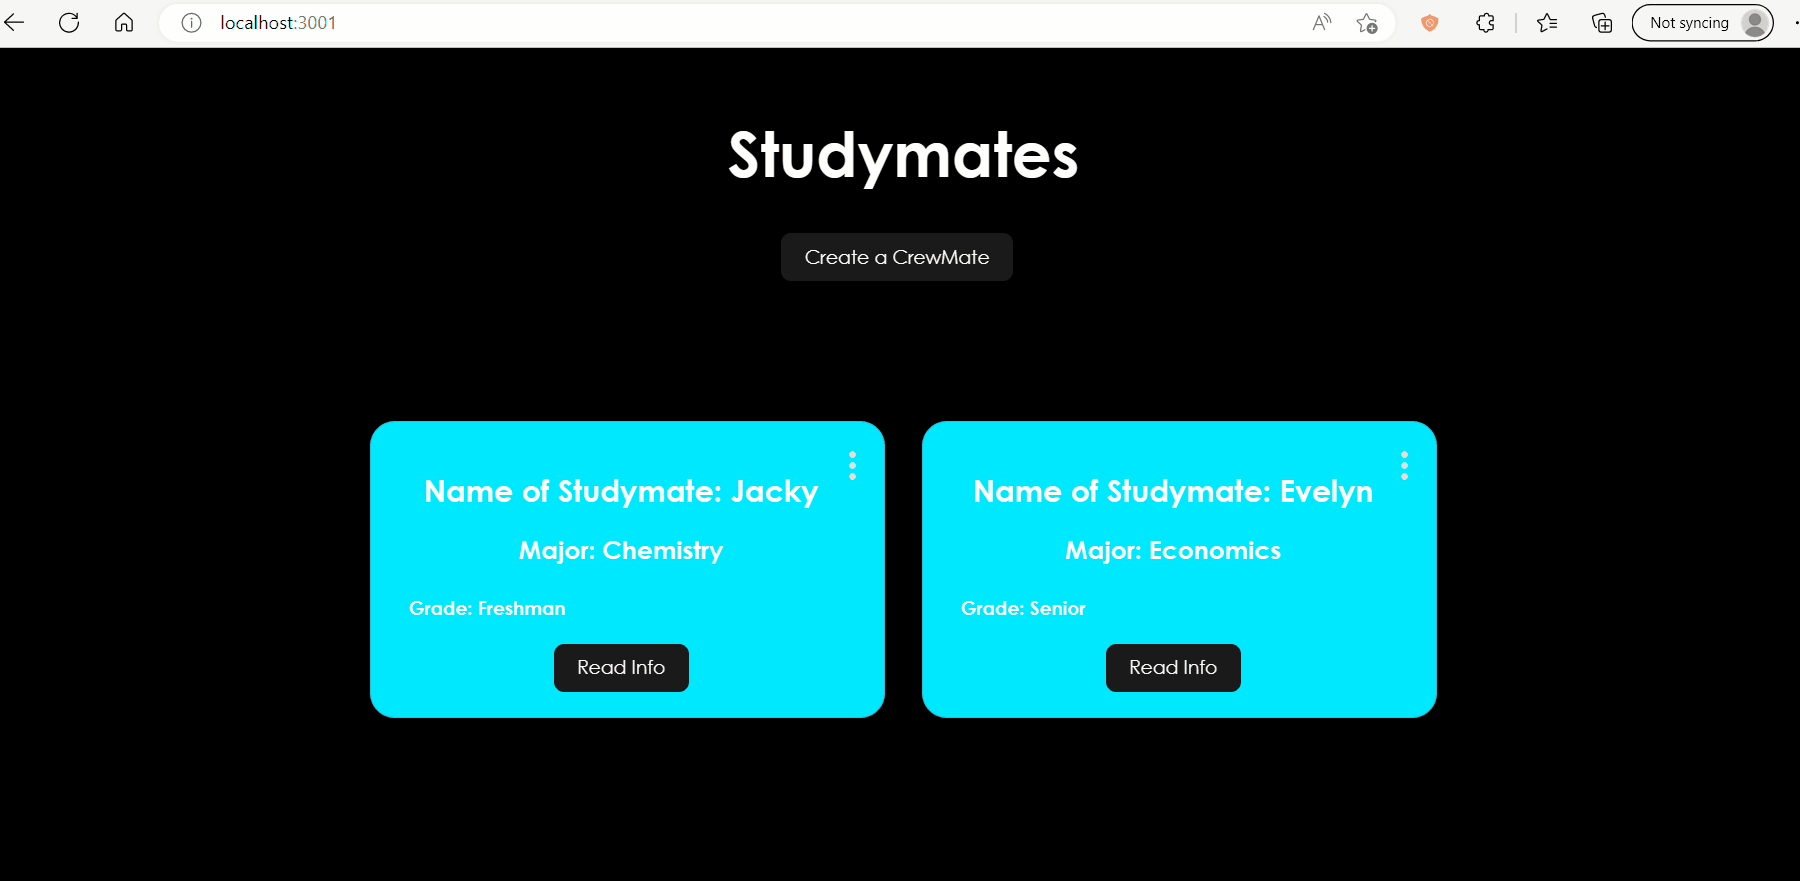 localhost:3001
A
Not syncing
Studymates
Create a CrewMate
Name of Studymate: Jacky
Major: Chemistry
Grade: Freshman
Read Info
Name of Studymate: Evelyn
Major: Economics
Grade: Senior
Read Info